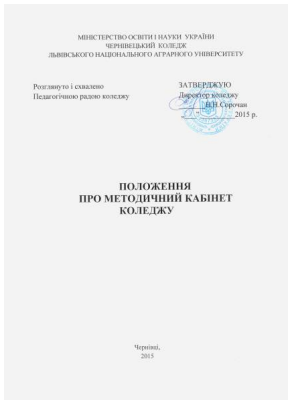 МІНІСТЕРСТВО ОСВІТИ І НАУКИ УКРАЇНИ
ЧЕРНІВЕЦЬКИЙ КОЛЕДЖ
ЛЬВІВСЬКОГО НАЦІОНАЛЬНОГО АГРАРНОГО УНІВЕРСИТЕТУ
Розглянуто і схвалено
Педагогічною радою коледжу
ЗАТВЕРДЖУЮ
Директор коледжу
Н.Н.Сорочан
2015 р.
ПОЛОЖЕННЯ
ПРО МЕТОДИЧНИЙ КАБІНЕТ
КОЛЕДЖУ
Чернівці,
2015